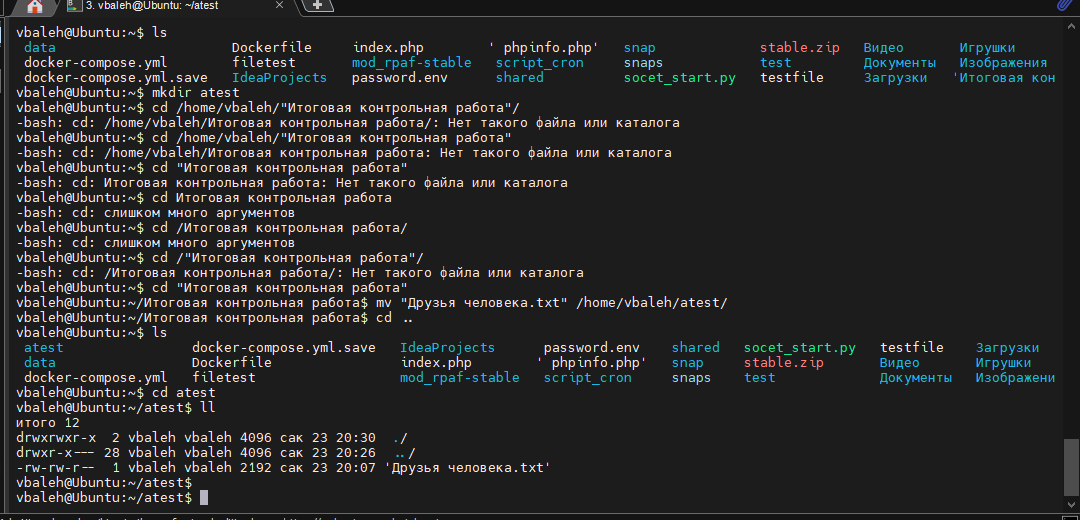 3. vbaleh@Ubuntu: ~/atest
vbaleh@Ubuntu:~$ ls
data Dockerfile index.php ' phpinfo.php' snap stable.zip Видео Игрушки
docker-compose.yml filetest mod_rpaf-stable script_cron snaps test Документы Изображения
docker-compose.yml.save IdeaProjects password.env shared socet_start.py testfile Загрузки 'Итоговая кон
vbaleh@Ubuntu:~$ mkdir atest
vbaleh@Ubuntu:~$ cd /home/vbaleh/"Итоговая контрольная работа"/
-bash: cd: /home/vbaleh/Итоговая контрольная работа/: Нет такого файла или каталога
vbaleh@Ubuntu:~$ cd /home/vbaleh/"Итоговая контрольная работа"
-bash: cd: /home/vbaleh/Итоговая контрольная работа: Нет такого файла или каталога
vbaleh@Ubuntu:~$ cd "Итоговая контрольная работа"
-bash: cd: Итоговая контрольная работа: Нет такого файла или каталога
vbaleh@Ubuntu:~$ cd Итоговая контрольная работа
-bash: cd: слишком много аргументов
vbaleh@Ubuntu:~$ cd /Итоговая контрольная работа/
-bash: cd: слишком много аргументов
vbaleh@Ubuntu:~$ cd /"Итоговая контрольная работа"/
-bash: cd: /Итоговая контрольная работа/: Нет такого файла или каталога
vbaleh@Ubuntu:~$ cd "Итоговая контрольная работа"
vbaleh@Ubuntu:~/Итоговая контрольная работа$ mv "Друзья человека.txt" /home/vbaleh/atest/
vbaleh@Ubuntu:~/Итоговая контрольная работа$ cd ..
vbaleh@Ubuntu:~$ ls
atest docker-compose.yml.save IdeaProjects password.env shared socet_start.py testfile Загрузки
data Dockerfile index.php ' phpinfo.php' snap stable.zip Видео Игрушки
docker-compose.yml filetest mod_rpaf-stable script_cron snaps test Документы Изображени
vbaleh@Ubuntu:~$ cd atest
vbaleh@Ubuntu:~/atest$ ll
итого 12
drwxrwxr-x 2 vbaleh vbaleh 4096 сак 23 20:30 ./
drwxr-x--- 28 vbaleh vbaleh 4096 сак 23 20:26 ../
-rw-rw-r-- 1 vbaleh vbaleh 2192 сак 23 20:07 'Друзья человека.txt'
vbaleh@Ubuntu:~/atest$
vbaleh@Ubuntu:~/atest$